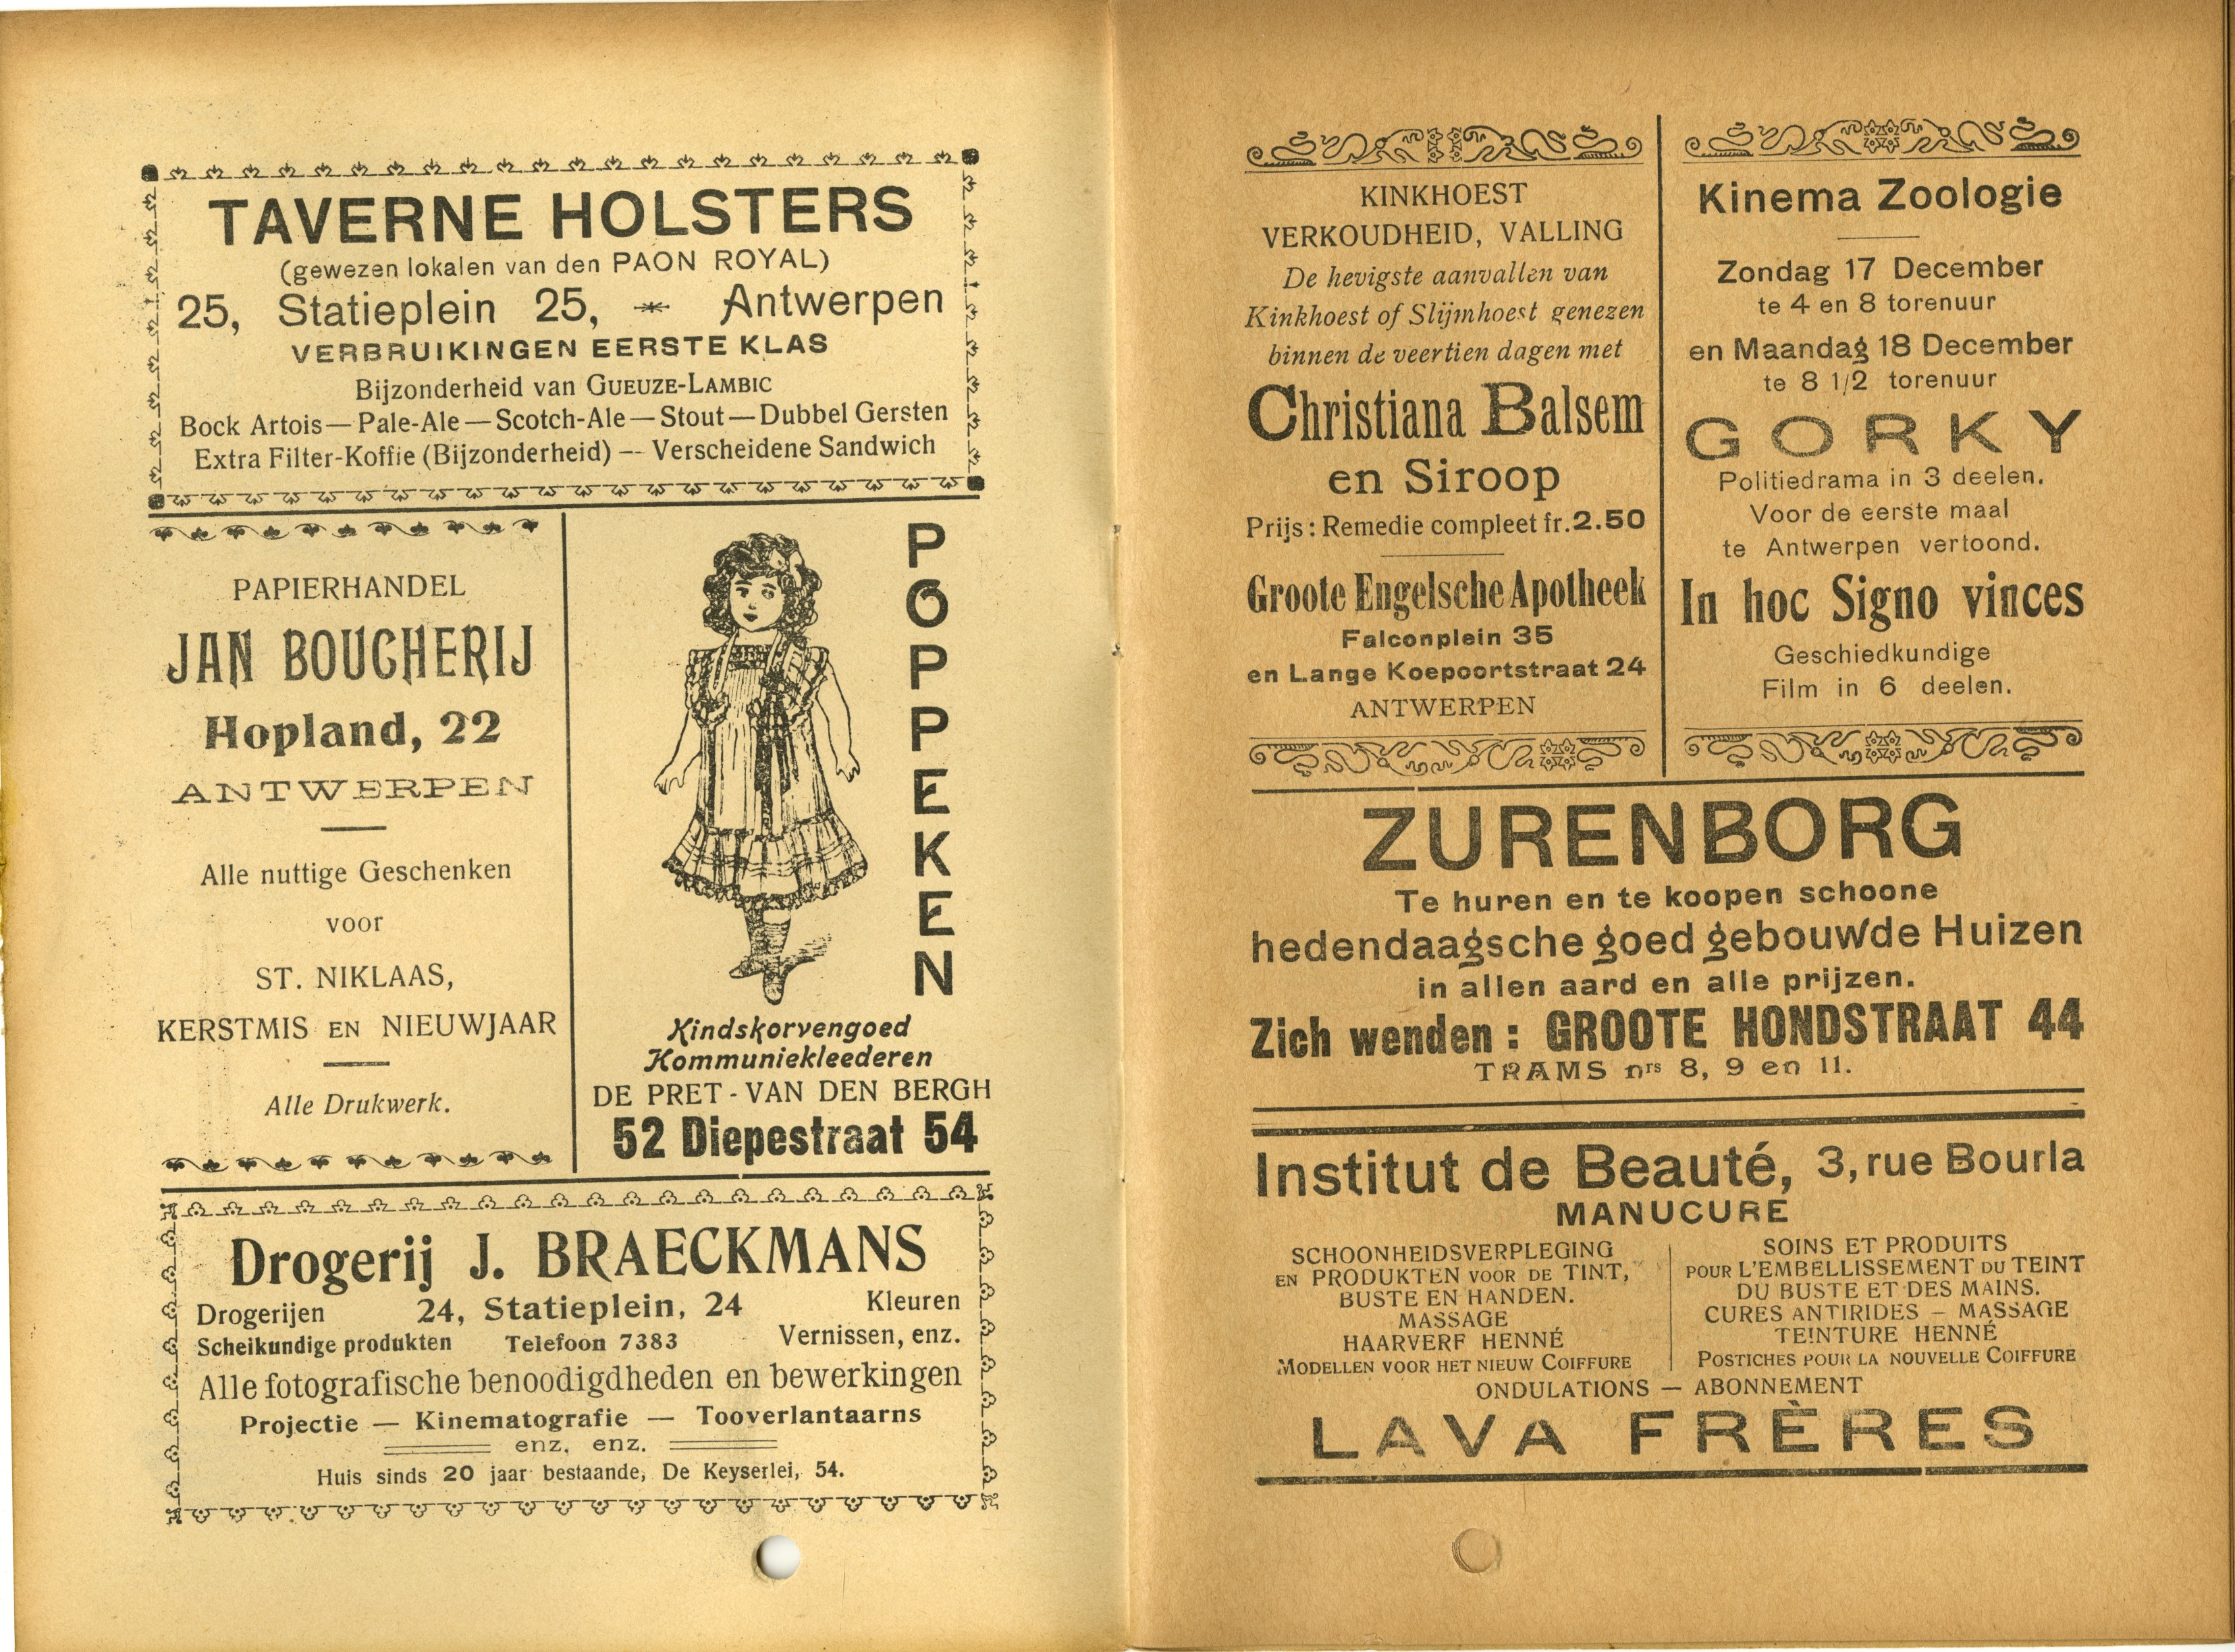 TAVERNE HOLSTERS
(gewezen lokalen van den PAON ROYAL)
25, Statieplein 25, Antwerpen
VERBRUIKINGEN EERSTE KLAS
Bijzonderheid van GUEUZE-LAMBIC
Bock Artois — Pale-Ale — Scotch-Ale — Stout — Dubbel Gersten
Extra Filter-Koffie (Bijzonderheid) — Verscheidene Sandwich
PAPIERHANDEL
JAN BOUCHERIJ
Hopland, 22
ANTWERPEN
Alle nuttige Geschenken
voor
ST. NIKLAAS,
KERSTMIS EN NIEUWJAAR
Alle Drukwerk.
POPPEKEN
Kindskorvengoed
Kommuniekleederen
DE PRET - VAN DEN BERGH
52 Diepestraat 54
Drogerij J. BRAECKMANS
Drogerijen 24, Statieplein, 24 Kleuren
Scheikundige produkten Telefoon 7383 Vernissen, enz.
Alle fotografische benoodigdheden en bewerkingen
Projectie — Kinematografie — Tooverlantaarns
enz. enz.
Huis sinds 20 jaar bestaande, De Keyserlei, 54.
KINKHOEST
VERKOUDHEID, VALLING
De hevigste aanvallen van
Kinkhoest of Slijmhoest genezen
binnen de veertien dagen met
Christiana Balsem
en Siroop
Prijs : Remedie compleet fr. 2.50
Groote Engelsche Apotheek
Falconplein 35
en Lange Koepoortstraat 24
ANTWERPEN
Kinema Zoologie
Zondag 17 December
te 4 en 8 torenuur
en Maandag 18 December
te 8 1/2 torenuur
GORKY
Politiedrama in 3 deelen.
Voor de eerste maal
te Antwerpen vertoond.
In hoc Signo vinces
Geschiedkundige
Film in 6 deelen.
ZURENBORG
Te huren en te koopen schoone
hedendaagsche goed gebouwde Huizen
in allen aard en alle prijzen.
Zich wenden : GROOTE HONDSTRAAT 44
TRAMS nrs 8, 9 en 11.
Institut de Beauté, 3, rue Bourla
MANUCURE
SCHOONHEIDSVERPLEGING
EN PRODUKTEN VOOR DE TINT,
BUSTE EN HANDEN.
MASSAGE
HAARVERF HENNÉ
MODELLEN VOOR HET NIEUW COIFFURE
SOINS ET PRODUITS
POUR L'EMBELLISSEMENT DU TEINT
DU BUSTE ET DES MAINS.
CURES ANTIRIDES — MASSAGE
TEINTURE HENNÉ
POSTICHES POUR LA NOUVELLE COIFFURE
ONDULATIONS — ABONNEMENT
LAVA FRÈRES